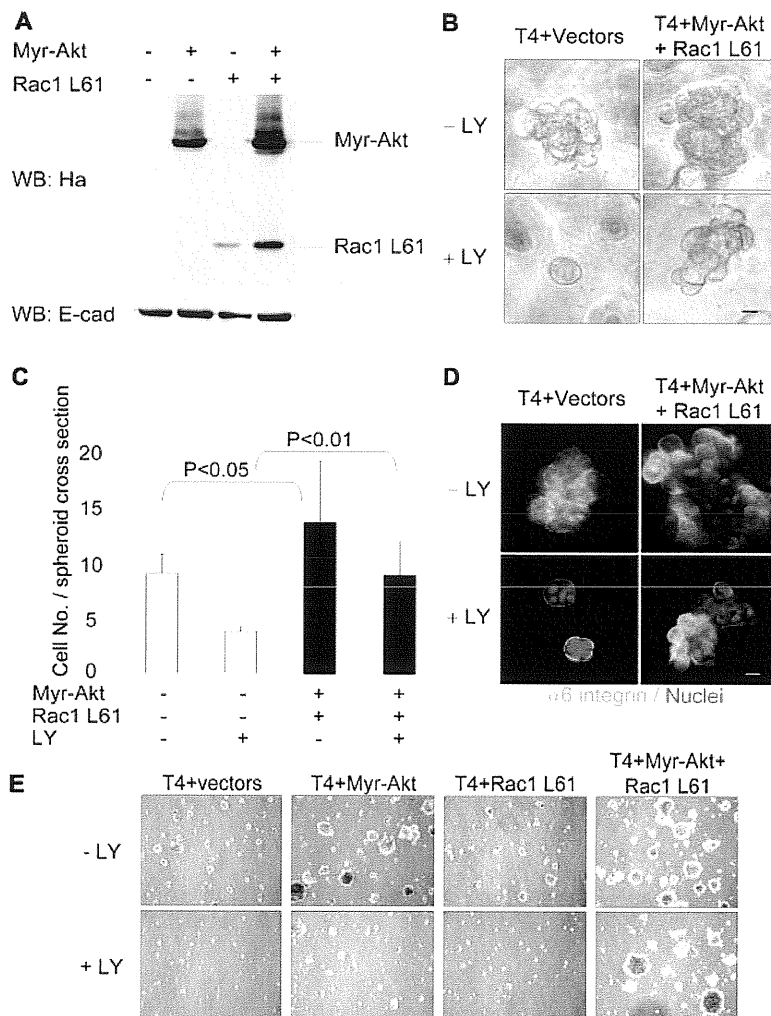 A
Myr-Akt - + - +
Rac1 L61 - - + +
Myr-Akt
WB: Ha
Rac1 L61
WB: E-cad
B
T4+Vectors
T4+Myr-Akt
+ Rac1 L61
- LY
+ LY
C
Cell No. / spheroid cross section
20
15
10
5
0
P<0.05
P<0.01
Myr-Akt - - + +
Rac1 L61 - - + +
LY - + - +
D
T4+Vectors
T4+Myr-Akt
+ Rac1 L61
- LY
+ LY
α6 integrin / Nuclei
E
T4+vectors
T4+Myr-Akt
T4+Rac1 L61
T4+Myr-Akt+
Rac1 L61
- LY
+ LY